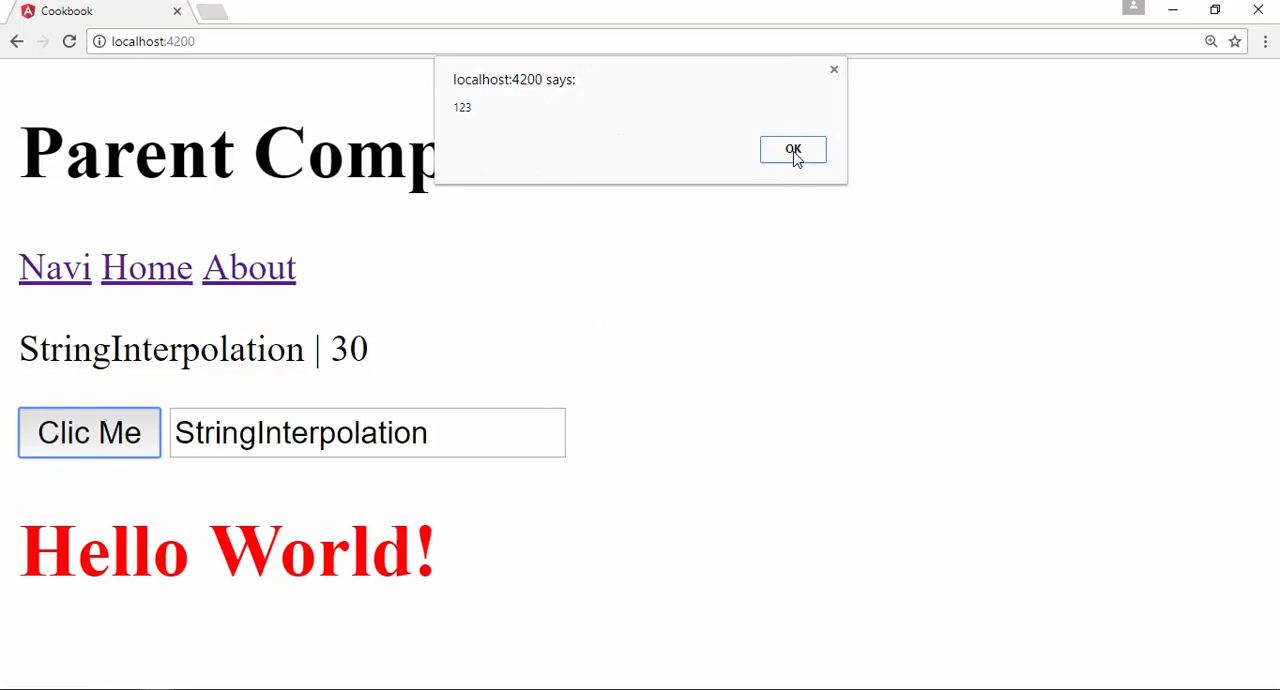 Cookbook
localhost:4200
localhost:4200 says:
123
OK
Parent Comp
Navi Home About
StringInterpolation | 30
Clic Me StringInterpolation
Hello World!